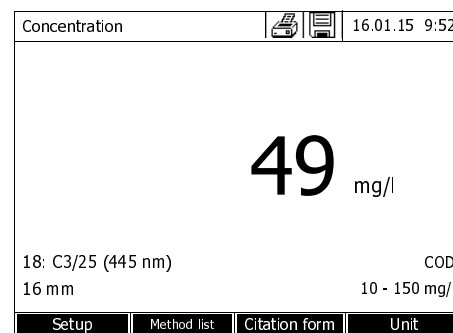 Concentration 16.01.15 9:52
49 mg/l
18: C3/25 (445 nm) COD
16 mm 10 - 150 mg/
Setup Method list Citation form Unit